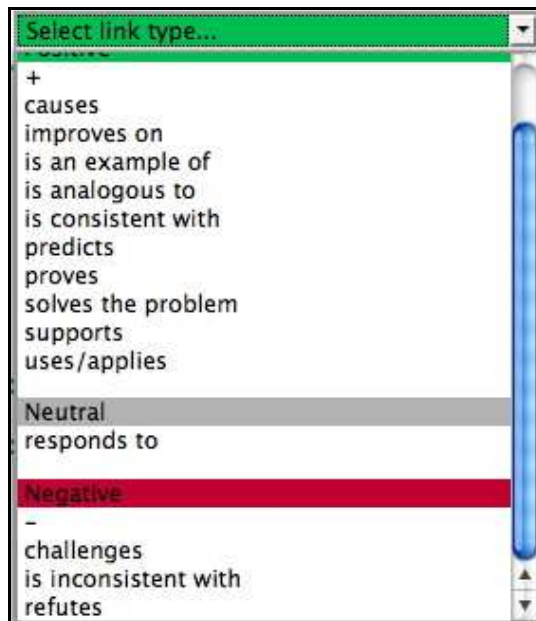 Select link type...
Positive
+
causes
improves on
is an example of
is analogous to
is consistent with
predicts
proves
solves the problem
supports
uses/applies
Neutral
responds to
Negative
-
challenges
is inconsistent with
refutes